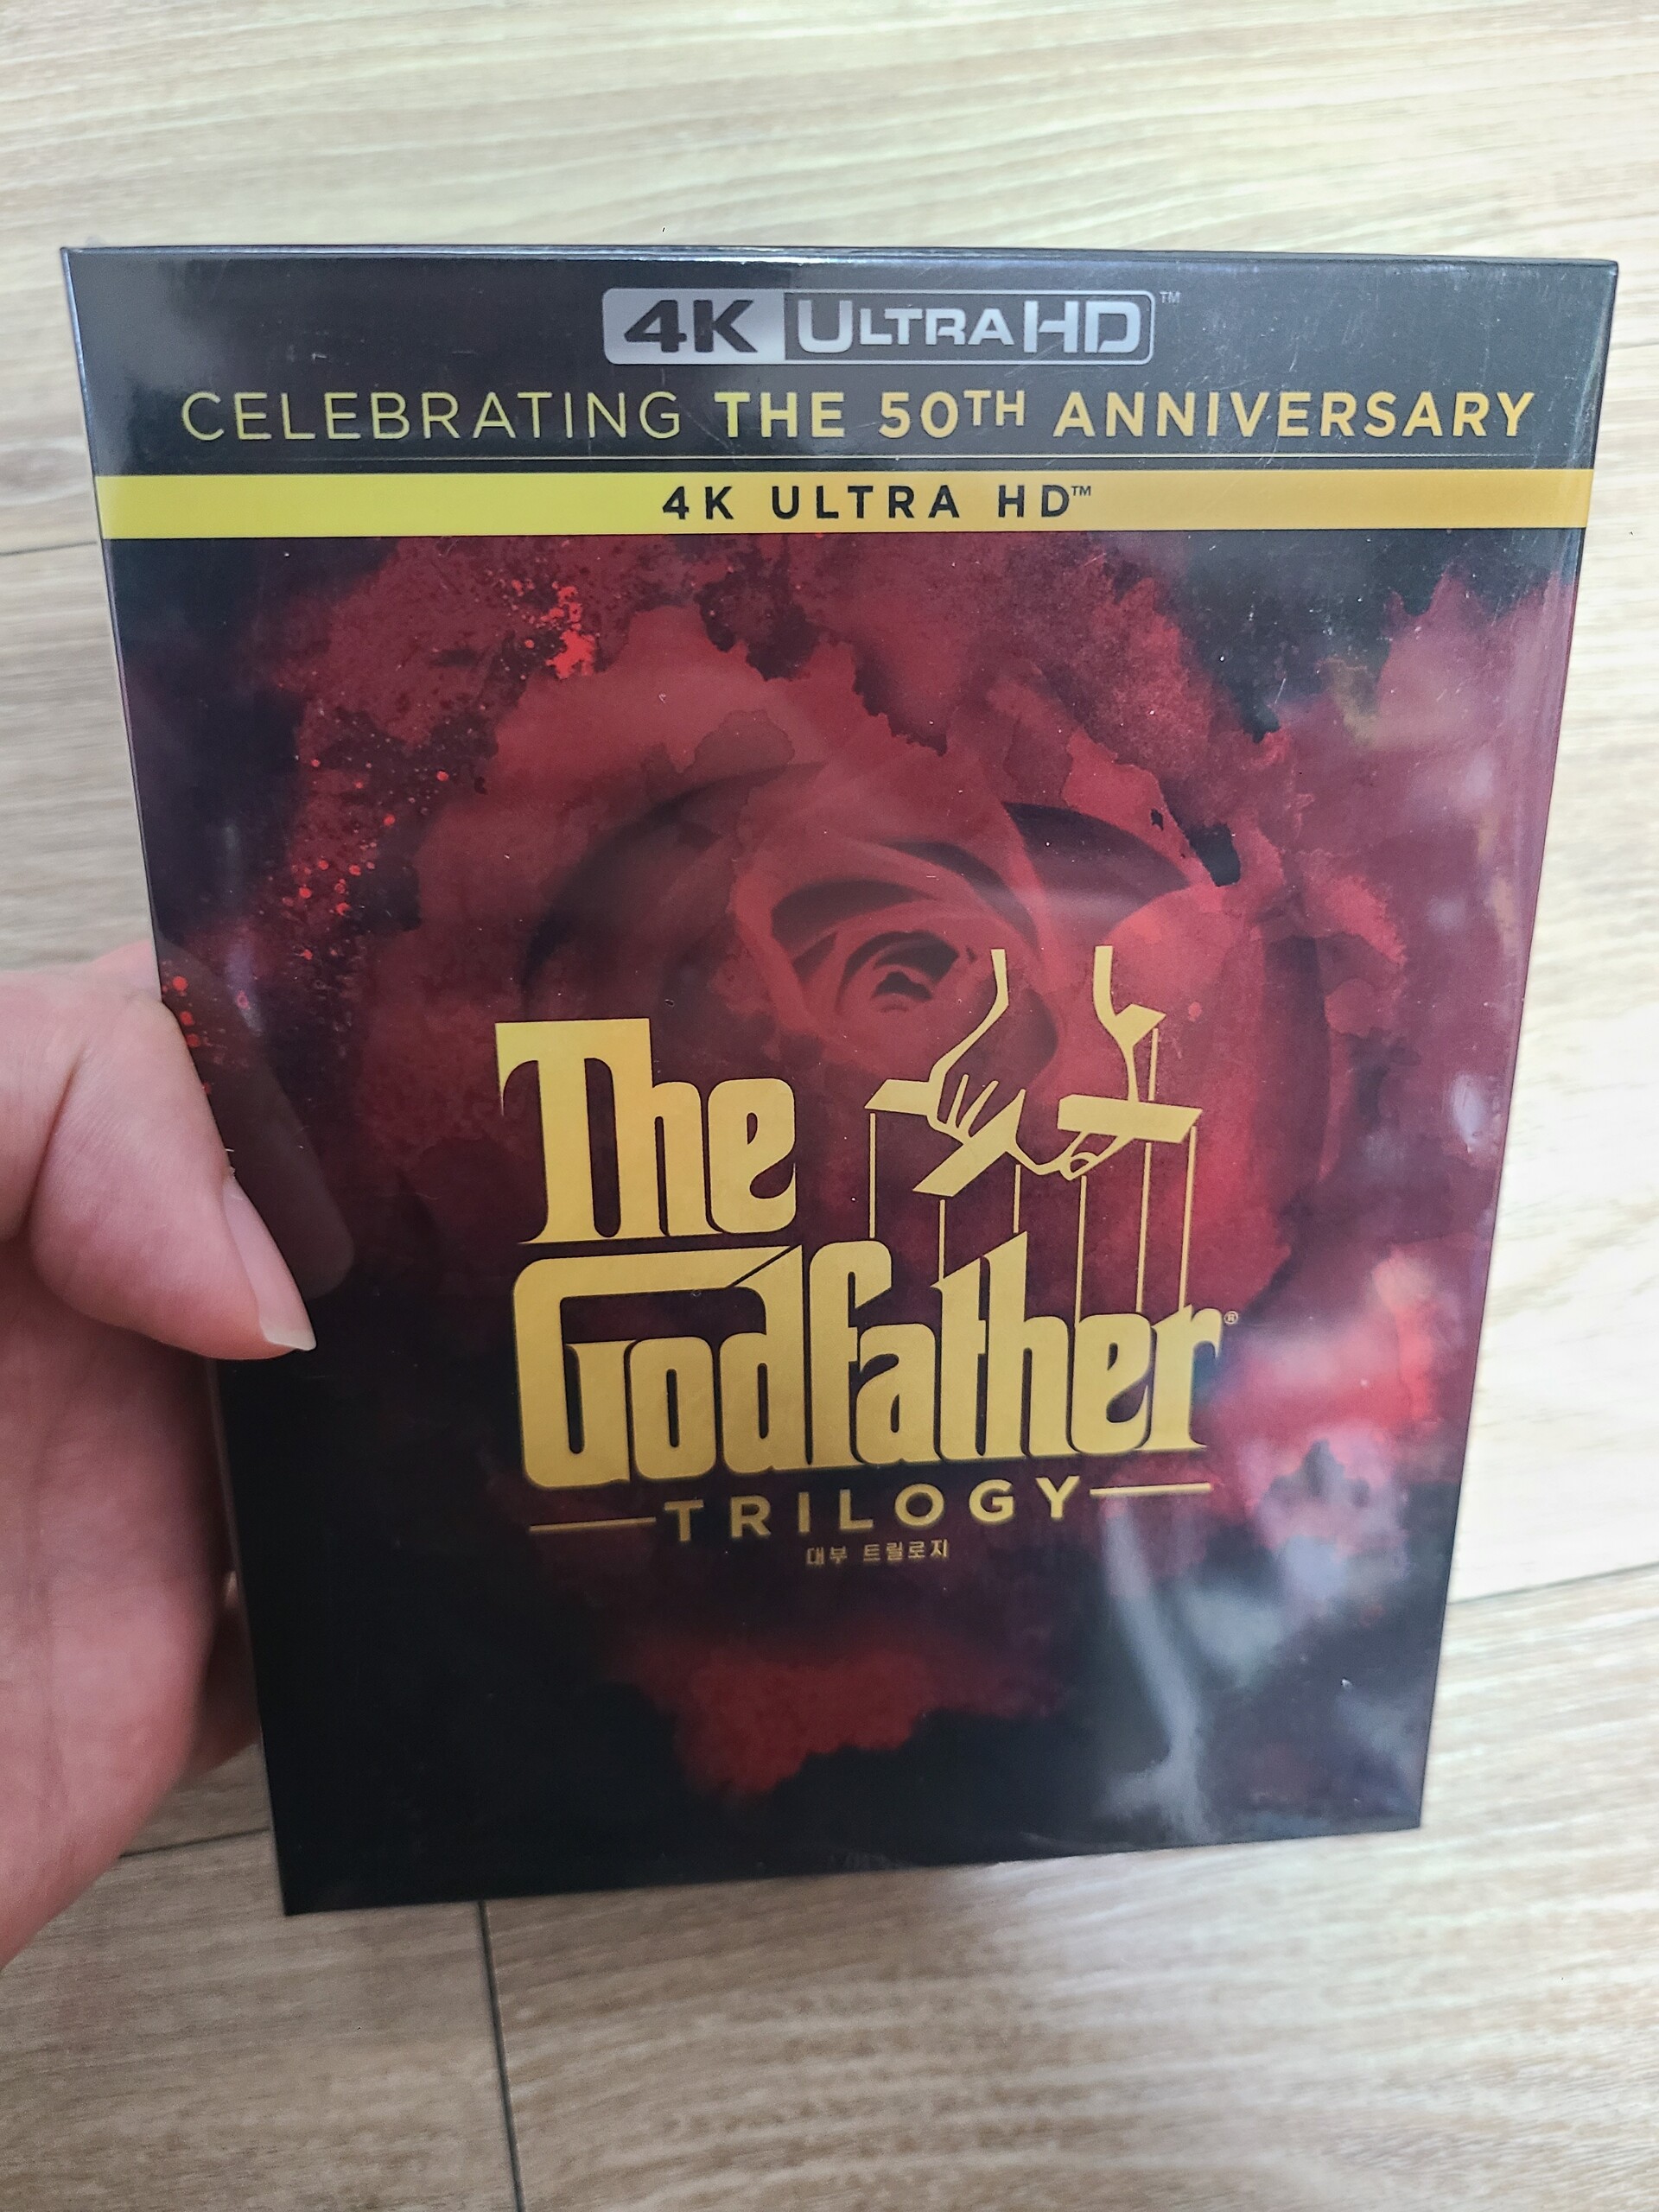 4K ULTRA HD™
CELEBRATING THE 50TH ANNIVERSARY
4K ULTRA HD™
The
Godfather®
TRILOGY
대부 트릴로지